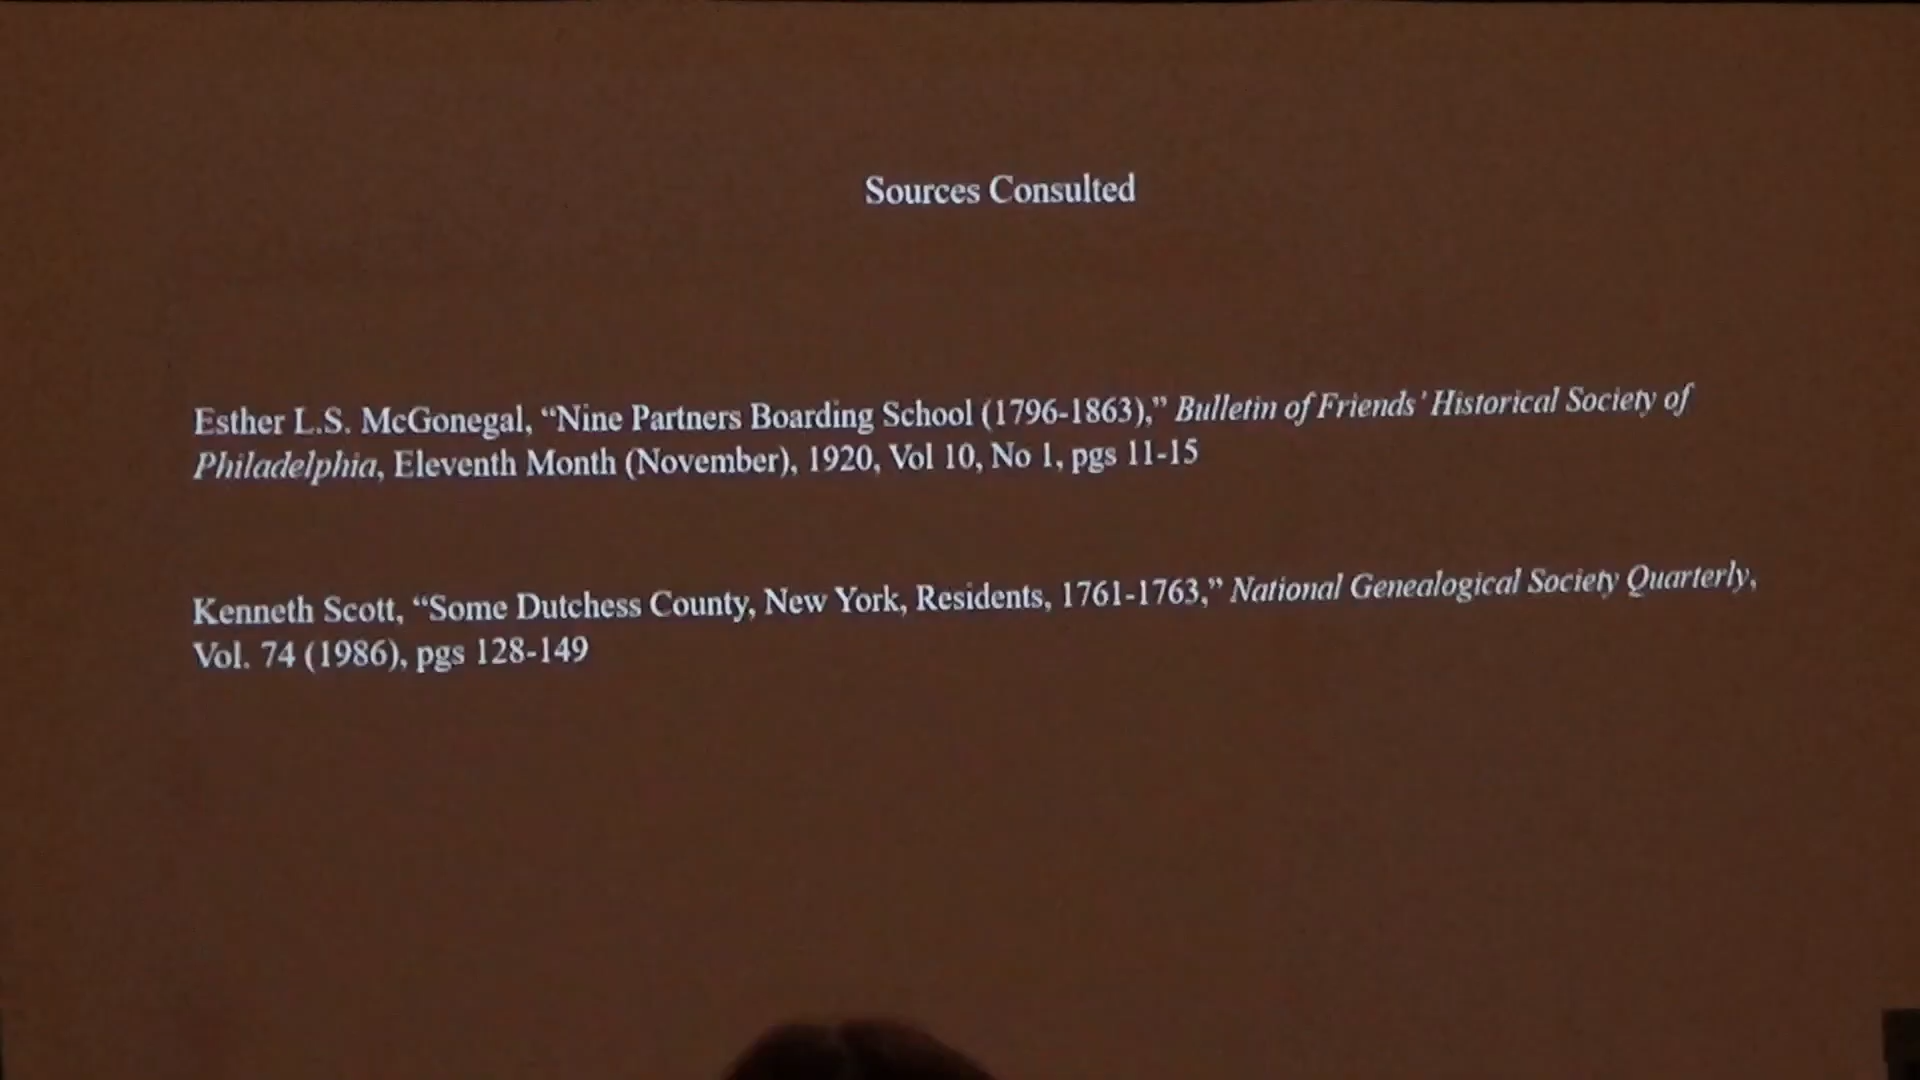 Sources Consulted
Esther L.S. McGonegal, “Nine Partners Boarding School (1796-1863),” Bulletin of Friends’ Historical Society of
Philadelphia, Eleventh Month (November), 1920, Vol 10, No 1, pgs 11-15
Kenneth Scott, “Some Dutchess County, New York, Residents, 1761-1763,” National Genealogical Society Quarterly,
Vol. 74 (1986), pgs 128-149